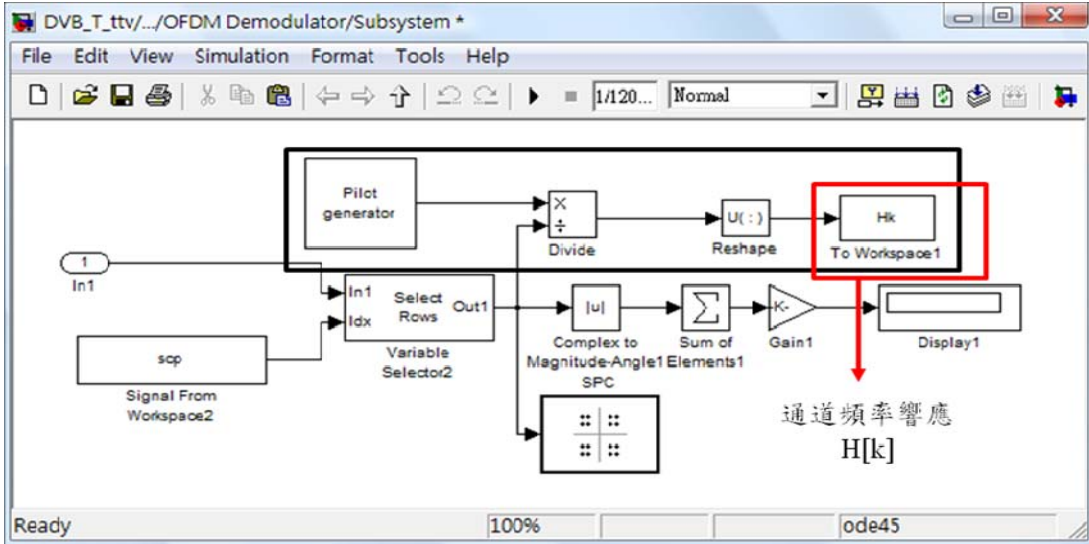 DVB_T_ttv/.../OFDM Demodulator/Subsystem *
File Edit View Simulation Format Tools Help
1/120... Normal
Pilot
generator
X
÷
Divide
U( : )
Reshape
Hk
To Workspace1
1
In1
In1
Idx
Select
Rows
Out1
Variable
Selector2
scp
Signal From
Workspace2
|u|
Complex to
Magnitude-Angle1
Σ
Sum of
Elements1
-K-
Gain1
Display1
SPC
通道頻率響應
H[k]
Ready 100% ode45